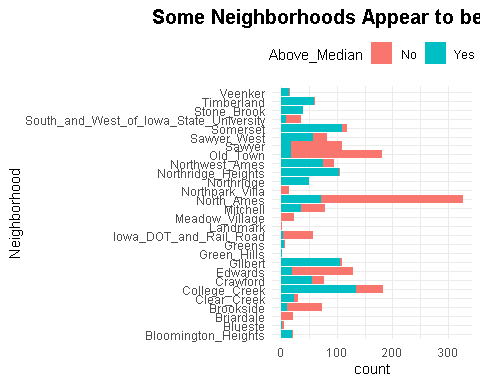 Some Neighborhoods Appear to be
Above_Median No Yes
Neighborhood
Veenker
Timberland
Stone_Brook
South_and_West_of_Iowa_State_University
Somerset
Sawyer_West
Sawyer
Old_Town
Northwest_Ames
Northridge_Heights
Northridge
Northpark_Villa
North_Ames
Mitchell
Meadow_Village
Landmark
Iowa_DOT_and_Rail_Road
Greens
Green_Hills
Gilbert
Edwards
Crawford
College_Creek
Clear_Creek
Brookside
Briardale
Blueste
Bloomington_Heights
0 100 200 300
count